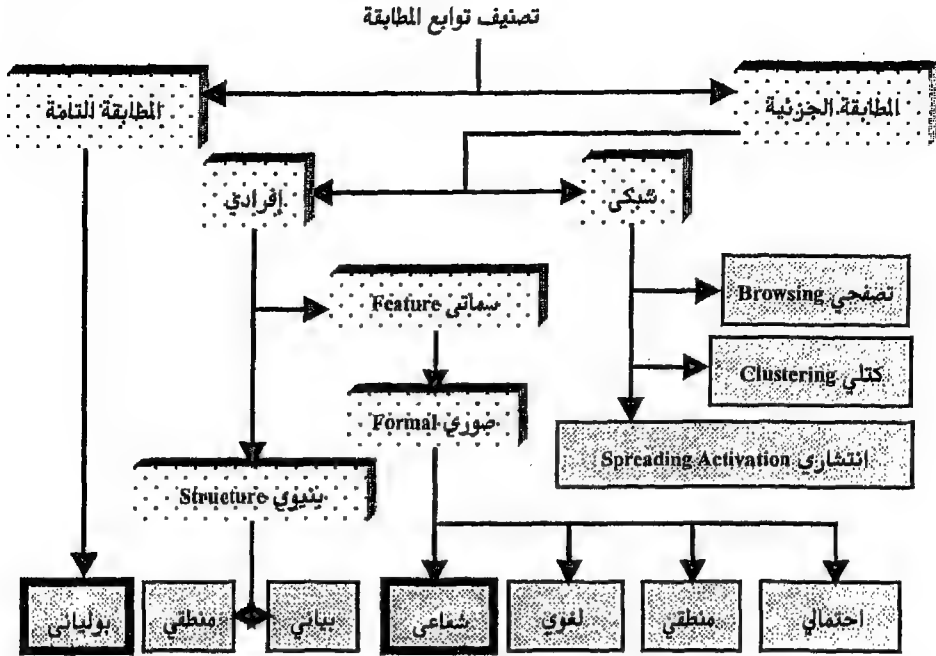 تصنيف توابع المطابقة
المطابقة الجزئية
المطابقة التامة
شبكي
إفرادي
تصفحي Browsing
سماتي Feature
كتلي Clustering
صوري Formal
انتشاري Spreading Activation
بنيوي Structure
احتمالي
منطقي
لغوي
شعاعي
بياني
منطقي
بولياني